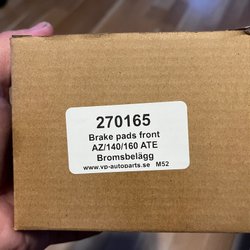 270165
Brake pads front
AZ/140/160 ATE
Bromsbelägg
www.vp-autoparts.se M52